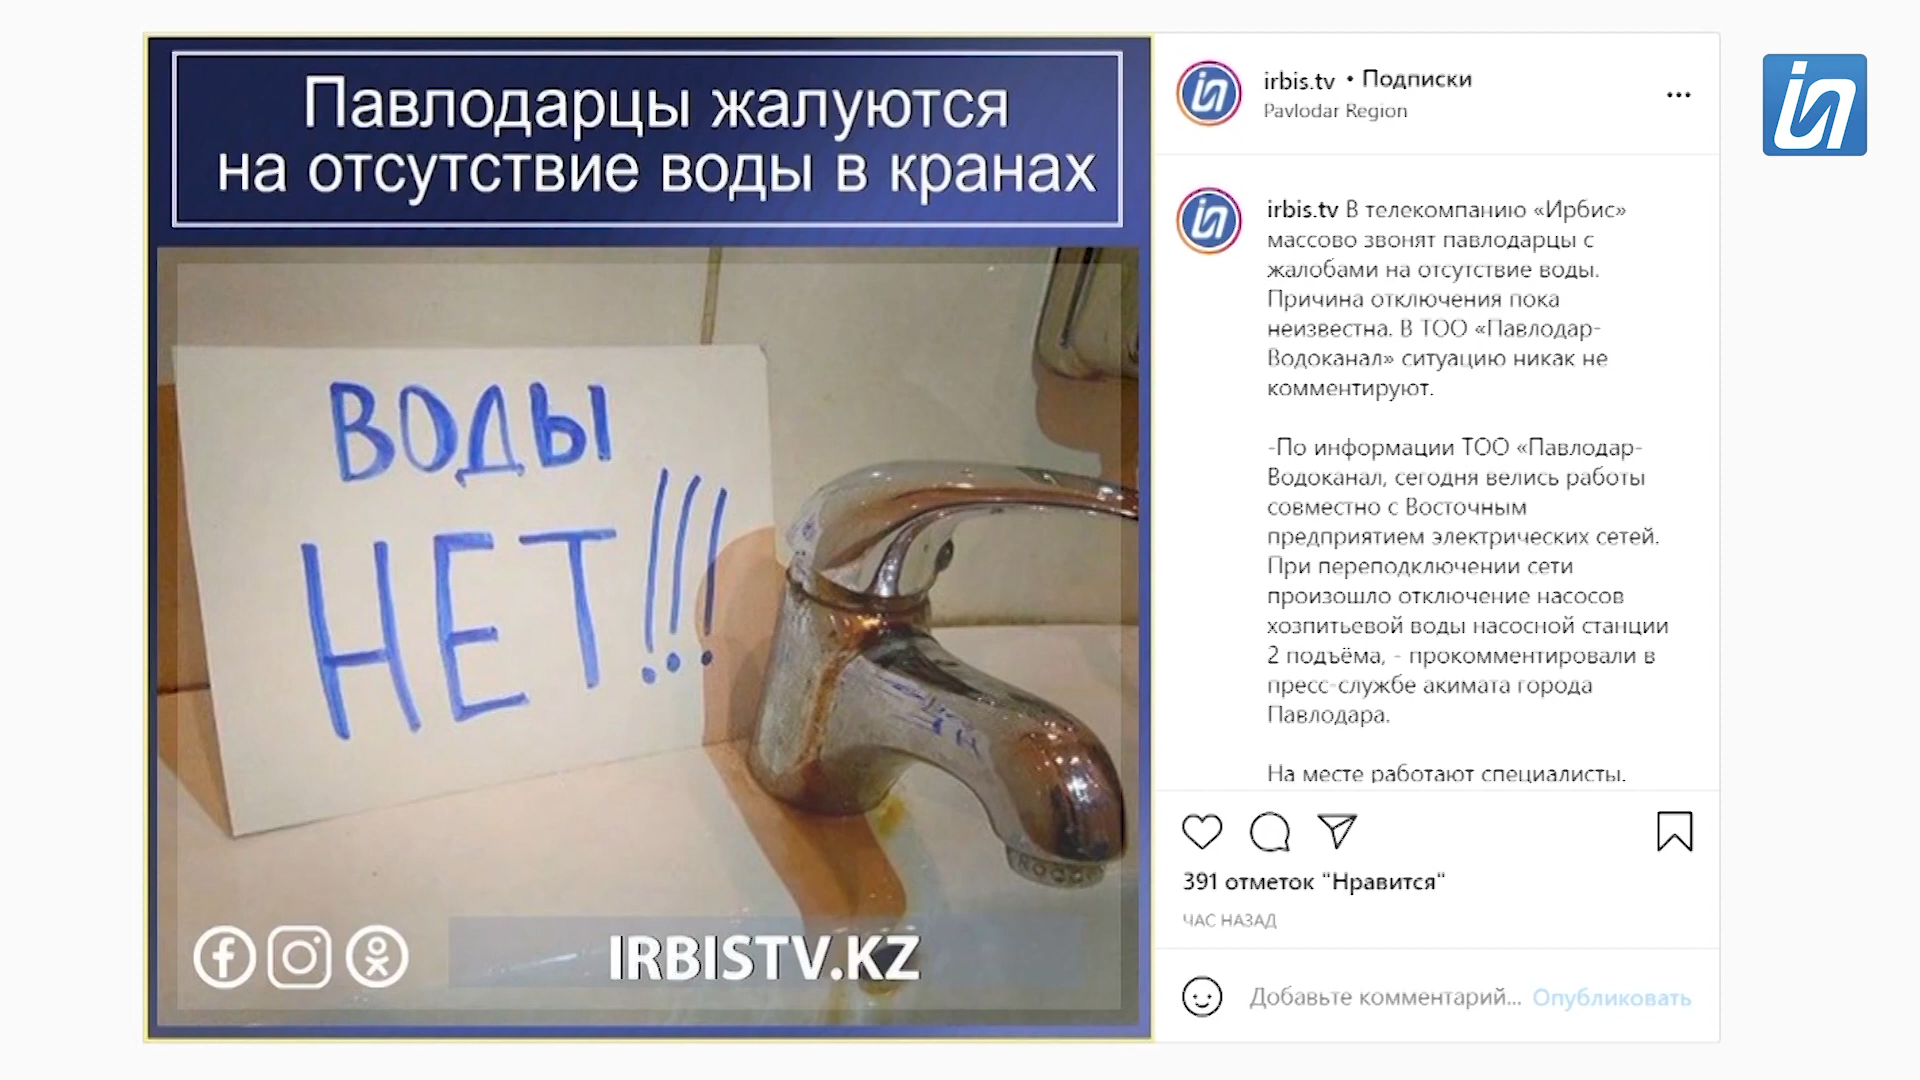 Павлодарцы жалуются
на отсутствие воды в кранах
ВОДЫ
НЕТ!!!
IRBISTV.KZ
irbis.tv • Подписки
Pavlodar Region
irbis.tv В телекомпанию «Ирбис»
массово звонят павлодарцы с
жалобами на отсутствие воды.
Причина отключения пока
неизвестна. В ТОО «Павлодар-
Водоканал» ситуацию никак не
комментируют.
-По информации ТОО «Павлодар-
Водоканал, сегодня велись работы
совместно с Восточным
предприятием электрических сетей.
При переподключении сети
произошло отключение насосов
хозпитьевой воды насосной станции
2 подъёма, - прокомментировали в
пресс-службе акимата города
Павлодара.
На месте работают специалисты.
391 отметок "Нравится"
ЧАС НАЗАД
Добавьте комментарий... Опубликовать